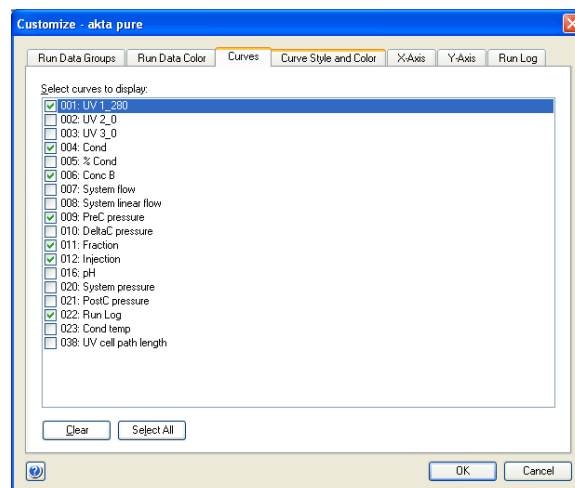 Customize - akta pure
Run Data Groups Run Data Color Curves Curve Style and Color X-Axis Y-Axis Run Log
Select curves to display:
001: UV 1_280
002: UV 2_0
003: UV 3_0
004: Cond
005: % Cond
006: Conc B
007: System flow
008: System linear flow
009: PreC pressure
010: DeltaC pressure
011: Fraction
012: Injection
016: pH
020: System pressure
021: PostC pressure
022: Run Log
023: Cond temp
038: UV cell path length
Clear Select All
OK Cancel